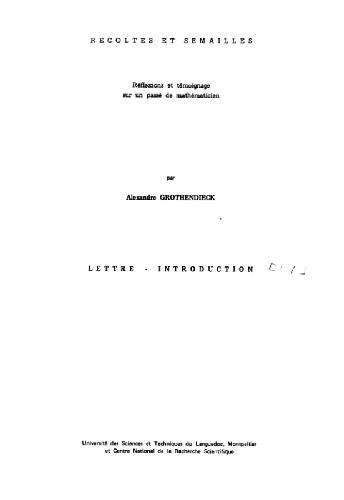 RECOLTES ET SEMAILLES
Réflexions et témoignage
sur un passé de mathématicien
par
Alexandre GROTHENDIECK
LETTRE - INTRODUCTION
Université des Sciences et Techniques du Languedoc, Montpellier
et Centre National de la Recherche Scientifique